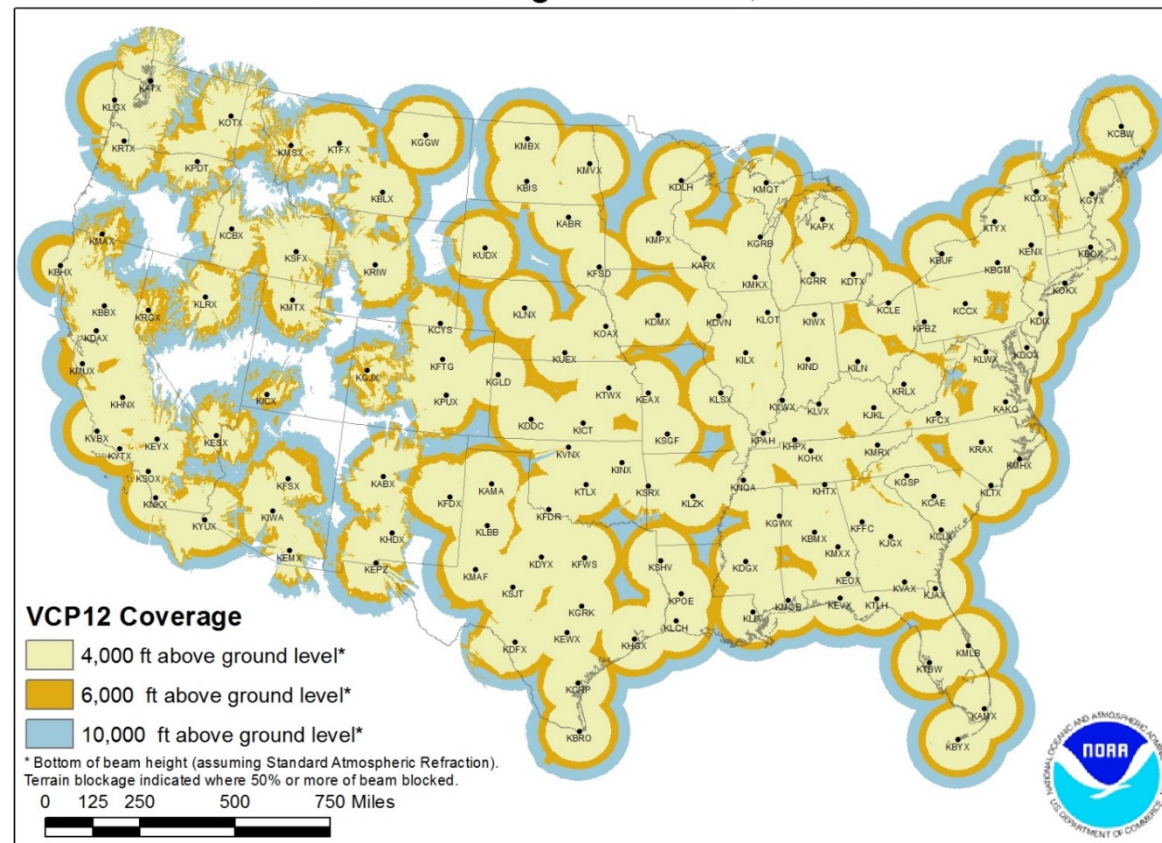 KATX
KLGX
KOTX
KRTX
KPDT
KMSX
KTFX
KGGW
KMBX
KMVX
KBIS
KBLX
KDLH
KMQT
KCBW
KCXX
KGYX
KABR
KMPX
KTYX
KMAX
KCBX
KAPX
KGRB
KENX
KBOX
KBUF
KBGM
KBHX
KSFX
KRIW
KUDX
KFSD
KARX
KMKX
KGRR
KDTX
KOKX
KLRX
KMTX
KBBX
KRGX
KLNX
KOAX
KDMX
KDVN
KLOT
KIWX
KCLE
KPBZ
KCCX
KDIX
KDAX
KCYS
KMUX
KFTG
KGJX
KUEX
KILX
KIND
KILN
KLWX
KDOX
KGLD
KRLX
KHNX
KICX
KPUX
KTWX
KEAX
KLSX
KVWX
KLVX
KJKL
KFCX
KAKQ
KVBX
KEYX
KESX
KDDC
KICT
KSGF
KPAH
KHPX
KOHX
KMRX
KRAX
KMHX
KVTX
KVNX
KINX
KSOX
KFSX
KABX
KAMA
KTLX
KSRX
KNQA
KHTX
KGSP
KLTX
KNKX
KFDX
KLZK
KCAE
KYUX
KIWA
KLBB
KFDR
KGWX
KBMX
KFFC
KJGX
KCLX
KEMX
KHDX
KEPZ
KMAF
KDYX
KFWS
KSHV
KDGX
KMXX
KEOX
KVAX
KJAX
KSJT
KGRK
KPOE
KLCH
KLIX
KMOB
KEVX
KTLH
KDFX
KEWX
KHGX
KMLB
KTBW
KCRP
KBRO
KAMX
KBYX
VCP12 Coverage
4,000 ft above ground level*
6,000 ft above ground level*
10,000 ft above ground level*
* Bottom of beam height (assuming Standard Atmospheric Refraction).
Terrain blockage indicated where 50% or more of beam blocked.
0 125 250 500 750 Miles
NOAA